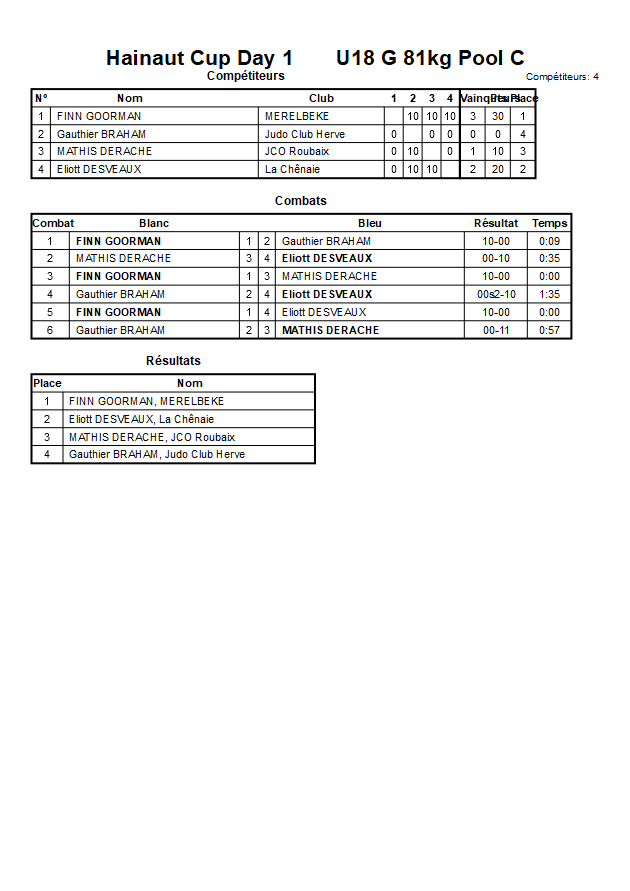 Hainaut Cup Day 1 U18 G 81kg Pool C
Compétiteurs Compétiteurs: 4
Nº Nom Club 1 2 3 4 Vainqueurs Place
1 FINN GOORMAN MERELBEKE 10 10 10 3 30 1
2 Gauthier BRAHAM Judo Club Herve 0 0 0 0 0 4
3 MATHIS DERACHE JCO Roubaix 0 10 0 1 10 3
4 Eliott DESVEAUX La Chênaie 0 10 10 2 20 2
Combats
Combat Blanc Bleu Résultat Temps
1 FINN GOORMAN 1 2 Gauthier BRAHAM 10-00 0:09
2 MATHIS DERACHE 3 4 Eliott DESVEAUX 00-10 0:35
3 FINN GOORMAN 1 3 MATHIS DERACHE 10-00 0:00
4 Gauthier BRAHAM 2 4 Eliott DESVEAUX 00s2-10 1:35
5 FINN GOORMAN 1 4 Eliott DESVEAUX 10-00 0:00
6 Gauthier BRAHAM 2 3 MATHIS DERACHE 00-11 0:57
Résultats
Place Nom
1 FINN GOORMAN, MERELBEKE
2 Eliott DESVEAUX, La Chênaie
3 MATHIS DERACHE, JCO Roubaix
4 Gauthier BRAHAM, Judo Club Herve